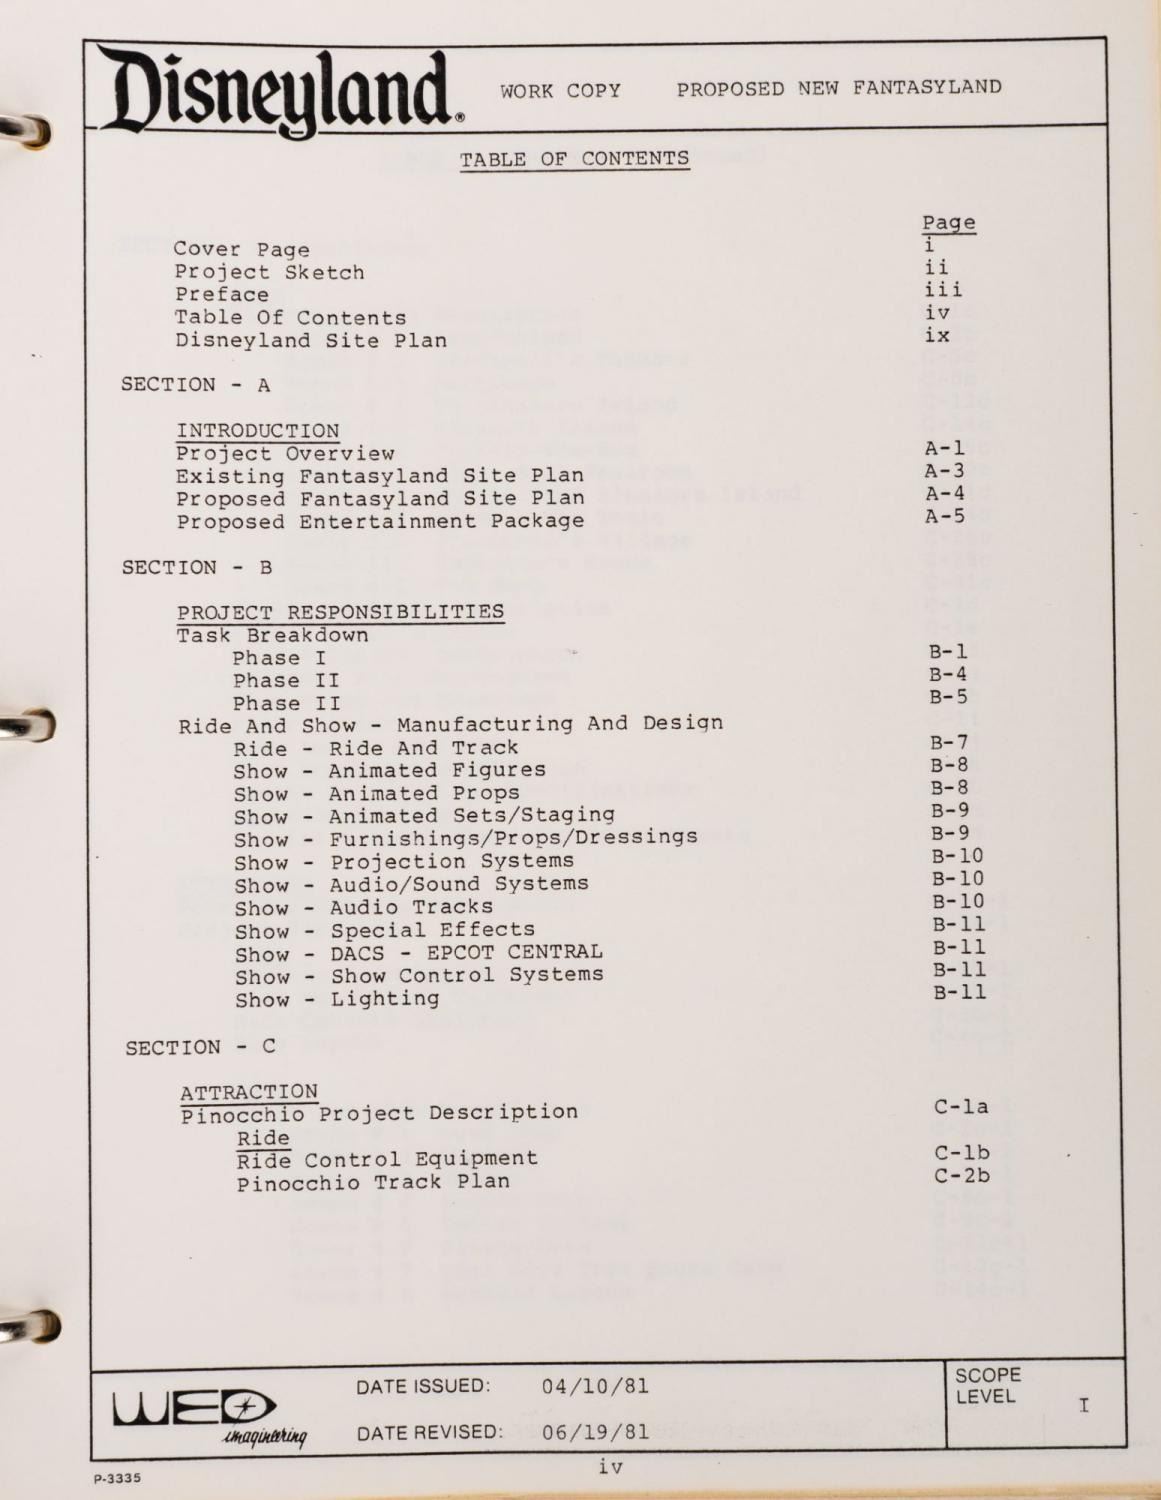 Disneyland® WORK COPY PROPOSED NEW FANTASYLAND
TABLE OF CONTENTS
Page
Cover Page i
Project Sketch ii
Preface iii
Table Of Contents iv
Disneyland Site Plan ix
SECTION - A
INTRODUCTION
Project Overview A-1
Existing Fantasyland Site Plan A-3
Proposed Fantasyland Site Plan A-4
Proposed Entertainment Package A-5
SECTION - B
PROJECT RESPONSIBILITIES
Task Breakdown
Phase I B-1
Phase II B-4
Phase II B-5
Ride And Show - Manufacturing And Design
Ride - Ride And Track B-7
Show - Animated Figures B-8
Show - Animated Props B-8
Show - Animated Sets/Staging B-9
Show - Furnishings/Props/Dressings B-9
Show - Projection Systems B-10
Show - Audio/Sound Systems B-10
Show - Audio Tracks B-10
Show - Special Effects B-11
Show - DACS - EPCOT CENTRAL B-11
Show - Show Control Systems B-11
Show - Lighting B-11
SECTION - C
ATTRACTION
Pinocchio Project Description C-1a
Ride
Ride Control Equipment C-1b
Pinocchio Track Plan C-2b
WED imagineering
DATE ISSUED: 04/10/81
DATE REVISED: 06/19/81
SCOPE LEVEL I
iv
P-3335